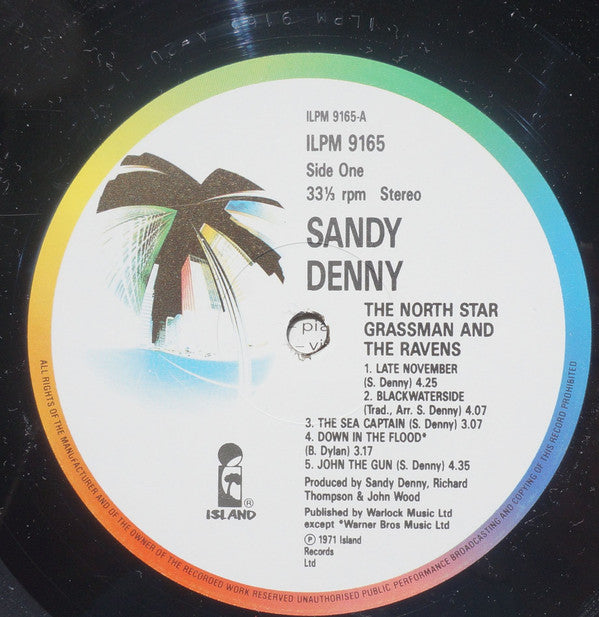 ILPM 9165
ILPM 9165-A
ILPM 9165
Side One
33⅓ rpm Stereo
SANDY
DENNY
THE NORTH STAR
GRASSMAN AND
THE RAVENS
1. LATE NOVEMBER
(S. Denny) 4.25
2. BLACKWATERSIDE
(Trad., Arr. S. Denny) 4.07
3. THE SEA CAPTAIN (S. Denny) 3.07
4. DOWN IN THE FLOOD*
(B. Dylan) 3.17
5. JOHN THE GUN (S. Denny) 4.35
Produced by Sandy Denny, Richard
Thompson & John Wood
Published by Warlock Music Ltd
except *Warner Bros Music Ltd
Ⓟ 1971 Island
Records
Ltd
ISLAND®
ALL RIGHTS OF THE MANUFACTURER AND OF THE OWNER OF THE RECORDED WORK RESERVED UNAUTHORISED PUBLIC PERFORMANCE BROADCASTING AND COPYING OF THIS RECORD PROHIBITED